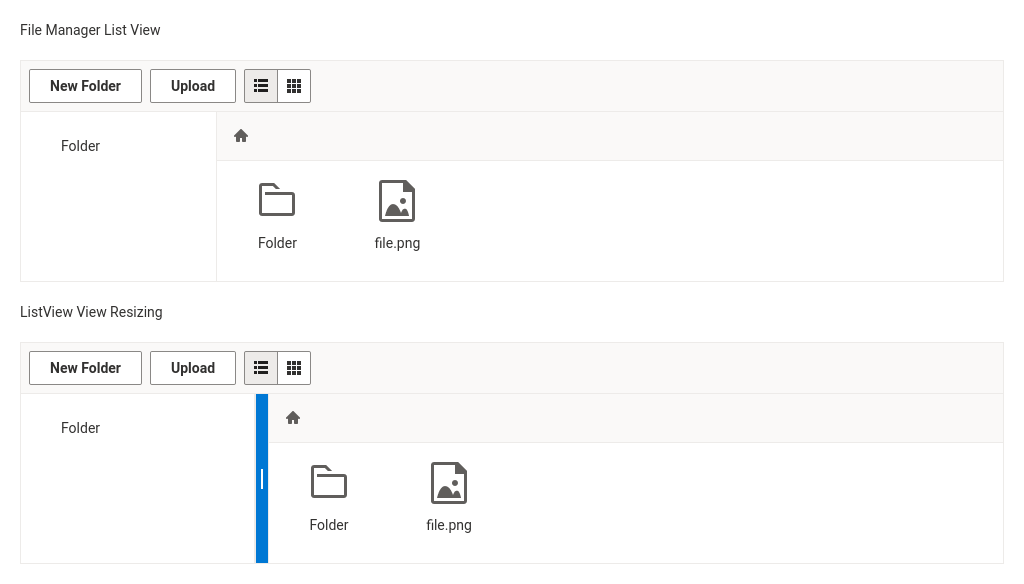 File Manager List View
New Folder Upload
Folder
Folder file.png
ListView View Resizing
New Folder Upload
Folder
Folder file.png